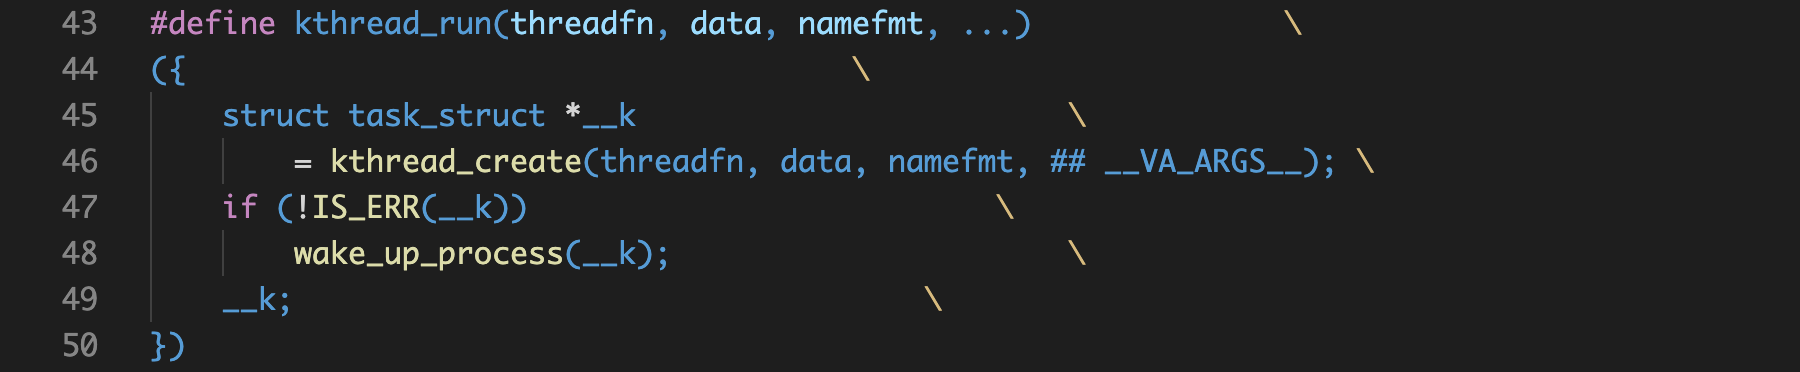 43 #define kthread_run(threadfn, data, namefmt, ...) \
44 ({ \
45 struct task_struct *__k \
46 = kthread_create(threadfn, data, namefmt, ## __VA_ARGS__); \
47 if (!IS_ERR(__k)) \
48 wake_up_process(__k); \
49 __k; \
50 })